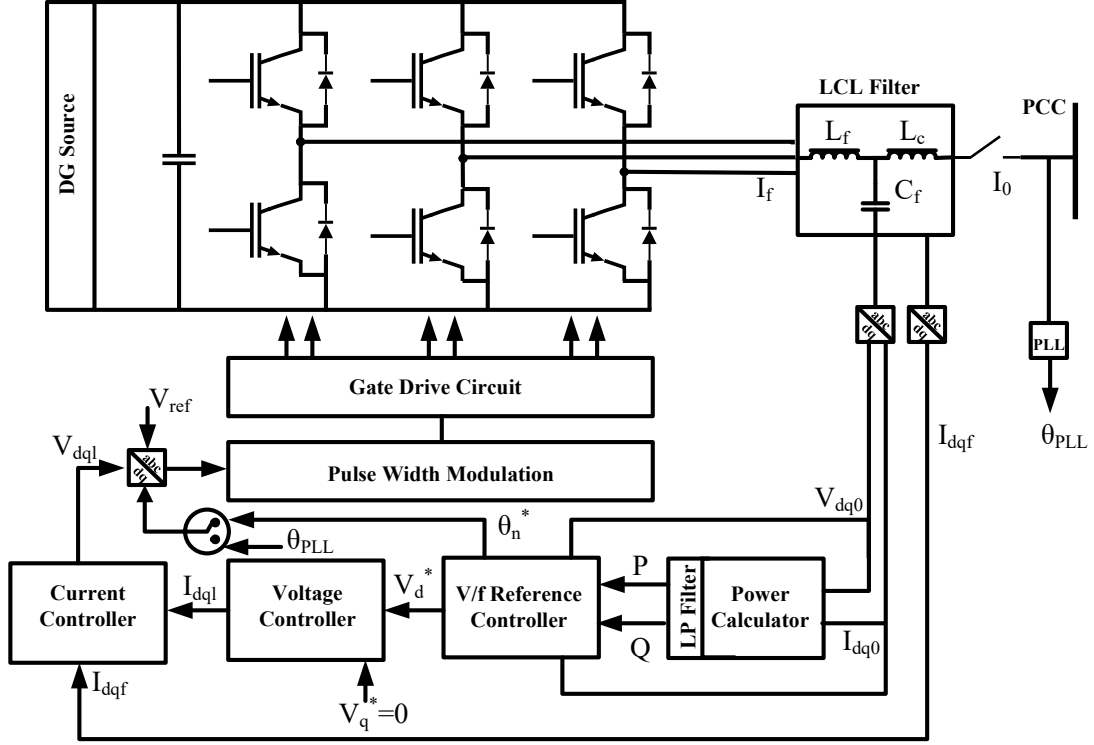 DG Source
LCL Filter
PCC
L_f
L_c
C_f
I_f
I_0
abc
dq
abc
dq
PLL
θ_PLL
Gate Drive Circuit
V_ref
V_dql
abc
dq
Pulse Width Modulation
I_dqf
V_dq0
θ_n^*
θ_PLL
Current
Controller
I_dql
Voltage
Controller
V_d^*
V/f Reference
Controller
P
Q
LP Filter
Power
Calculator
I_dq0
I_dqf
V_q^*=0